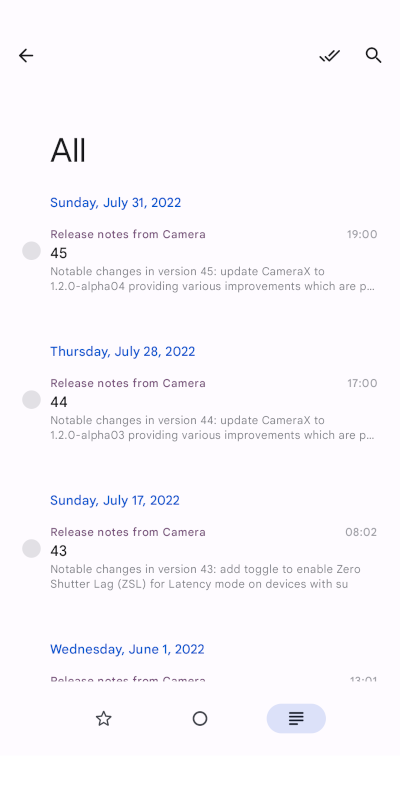 All
Sunday, July 31, 2022
Release notes from Camera 19:00
45
Notable changes in version 45: update CameraX to
1.2.0-alpha04 providing various improvements which are p...
Thursday, July 28, 2022
Release notes from Camera 17:00
44
Notable changes in version 44: update CameraX to
1.2.0-alpha03 providing various improvements which are p...
Sunday, July 17, 2022
Release notes from Camera 08:02
43
Notable changes in version 43: add toggle to enable Zero
Shutter Lag (ZSL) for Latency mode on devices with su
Wednesday, June 1, 2022
Release notes from Camera 13:01